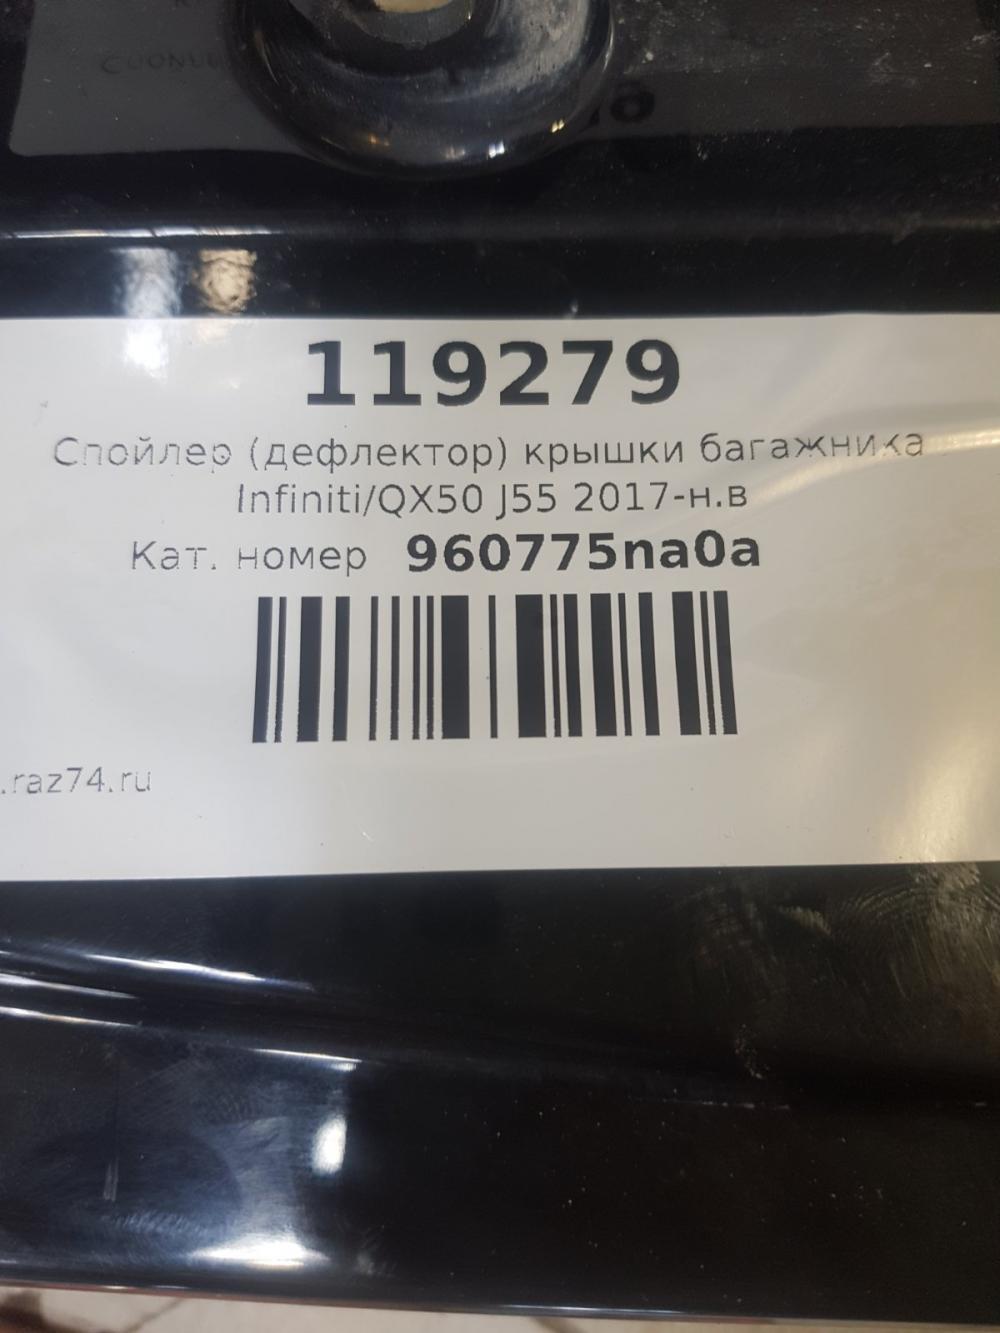 119279
Спойлер (дефлектор) крышки багажника
Infiniti/QX50 J55 2017-н.в
Кат. номер 960775na0a
.raz74.ru